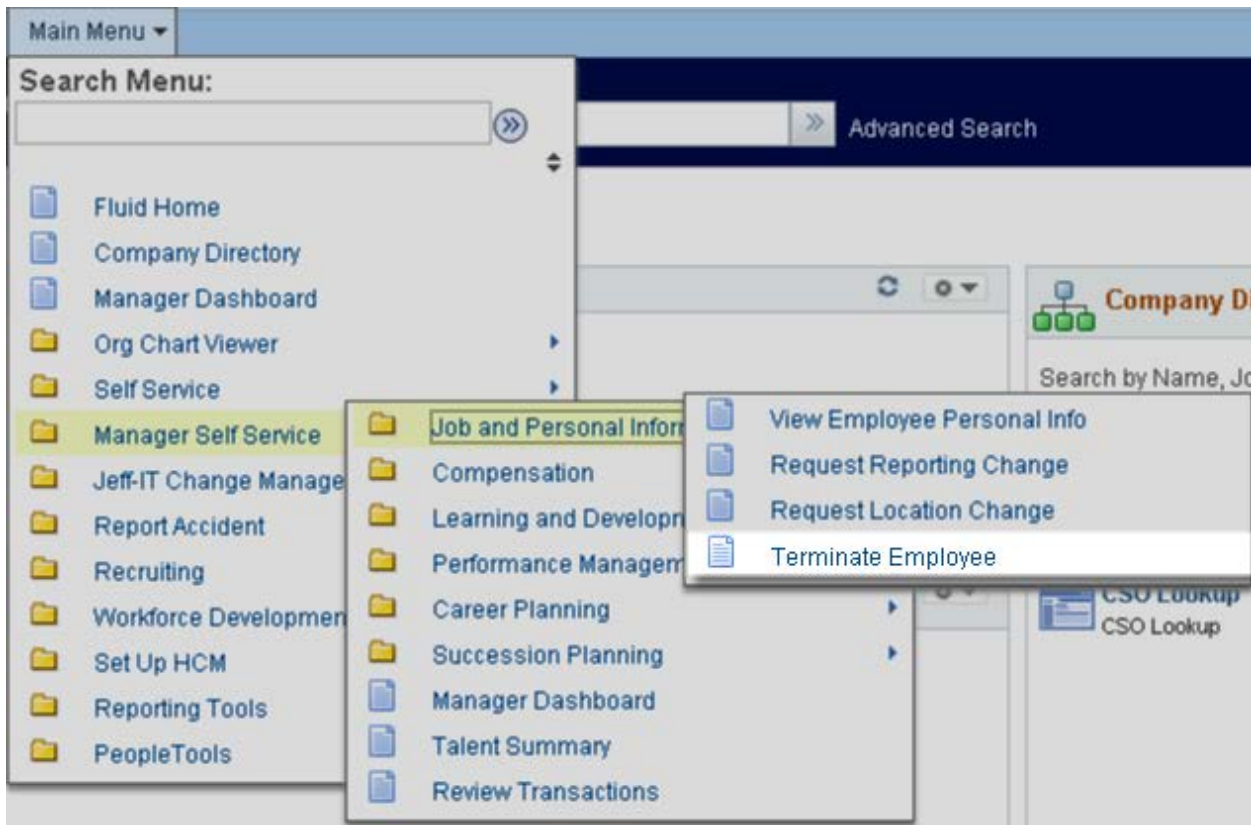 Main Menu
Search Menu:
Advanced Search
Fluid Home
Company Directory
Manager Dashboard
Org Chart Viewer
Self Service
Manager Self Service
Jeff-IT Change Manage
Report Accident
Recruiting
Workforce Developmen
Set Up HCM
Reporting Tools
PeopleTools
Job and Personal Infor
Compensation
Learning and Developn
Performance Managem
Career Planning
Succession Planning
Manager Dashboard
Talent Summary
Review Transactions
View Employee Personal Info
Request Reporting Change
Request Location Change
Terminate Employee
Company Di
Search by Name, Jo
CSO Lookup
CSO Lookup